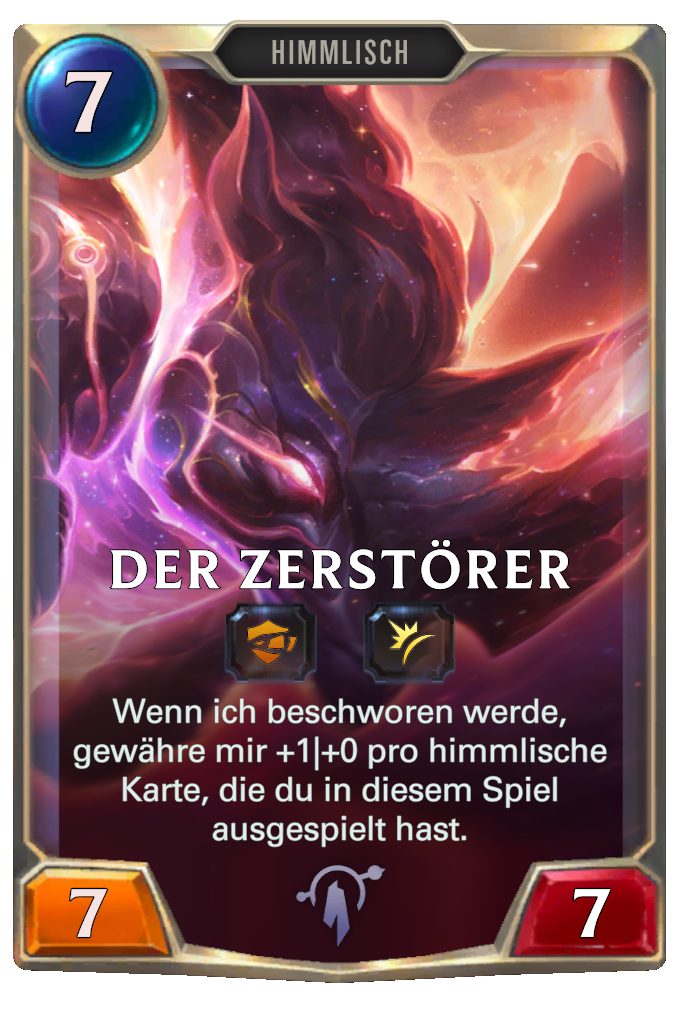 HIMMLISCH
7
DER ZERSTÖRER
Wenn ich beschworen werde,
gewähre mir +1|+0 pro himmlische
Karte, die du in diesem Spiel
ausgespielt hast.
7
7